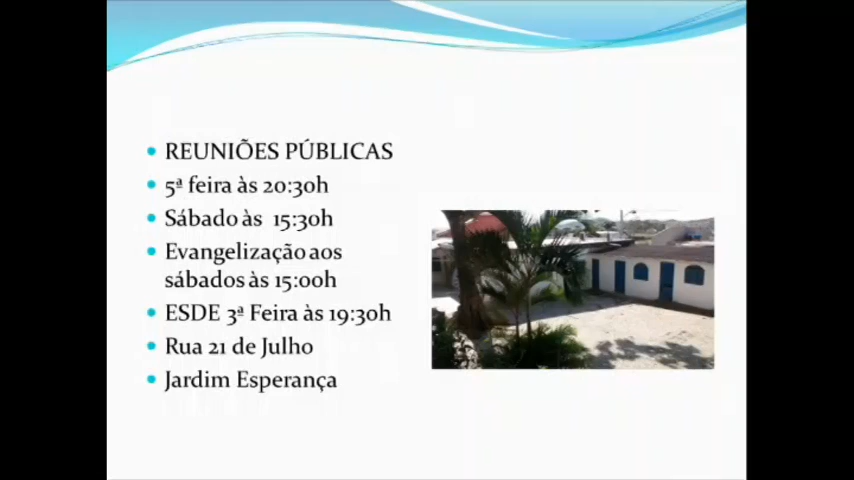 REUNIÕES PÚBLICAS
5ª feira às 20:30h
Sábado às 15:30h
Evangelização aos
sábados às 15:00h
ESDE 3ª Feira às 19:30h
Rua 21 de Julho
Jardim Esperança